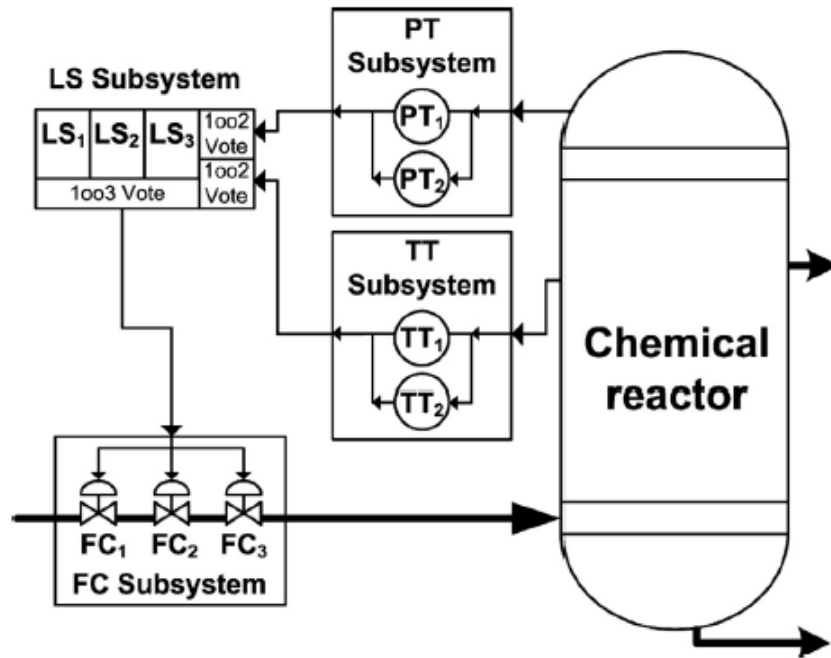 PT
Subsystem
PT₁
PT₂
LS Subsystem
LS₁ LS₂ LS₃
1oo2
Vote
1oo2
Vote
1oo3 Vote
TT
Subsystem
TT₁
TT₂
Chemical
reactor
FC₁ FC₂ FC₃
FC Subsystem